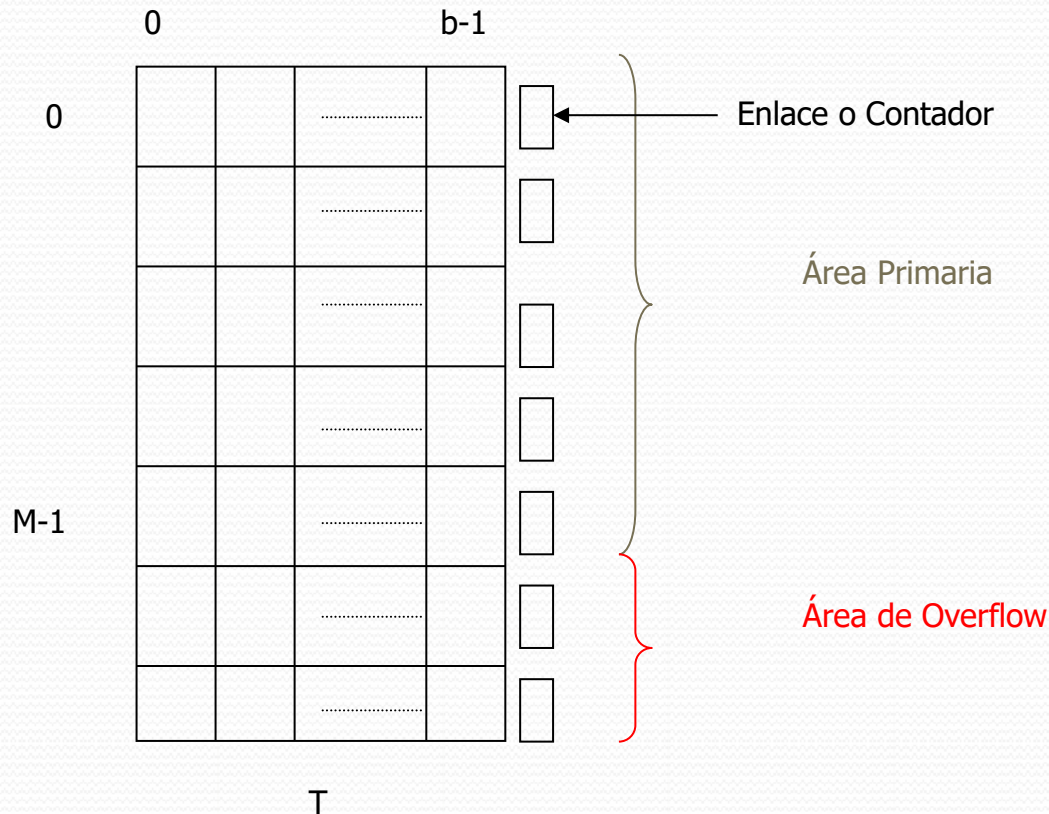 0 b-1
0
Enlace o Contador
Área Primaria
M-1
Área de Overflow
T